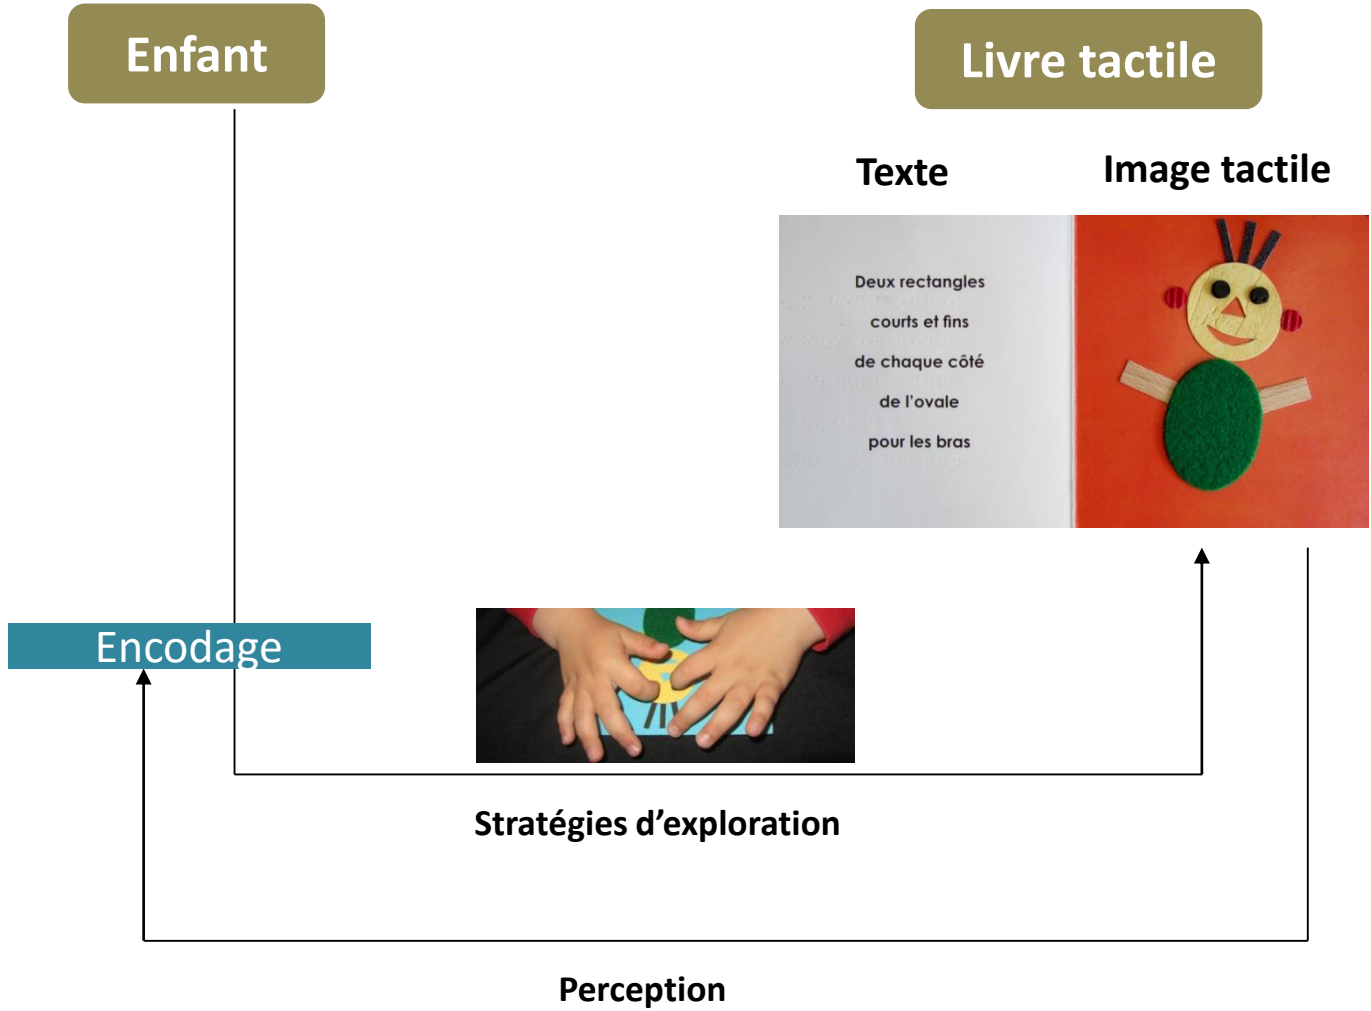 Enfant
Livre tactile
Texte
Image tactile
Deux rectangles
courts et fins
de chaque côté
de l'ovale
pour les bras
Encodage
Stratégies d’exploration
Perception